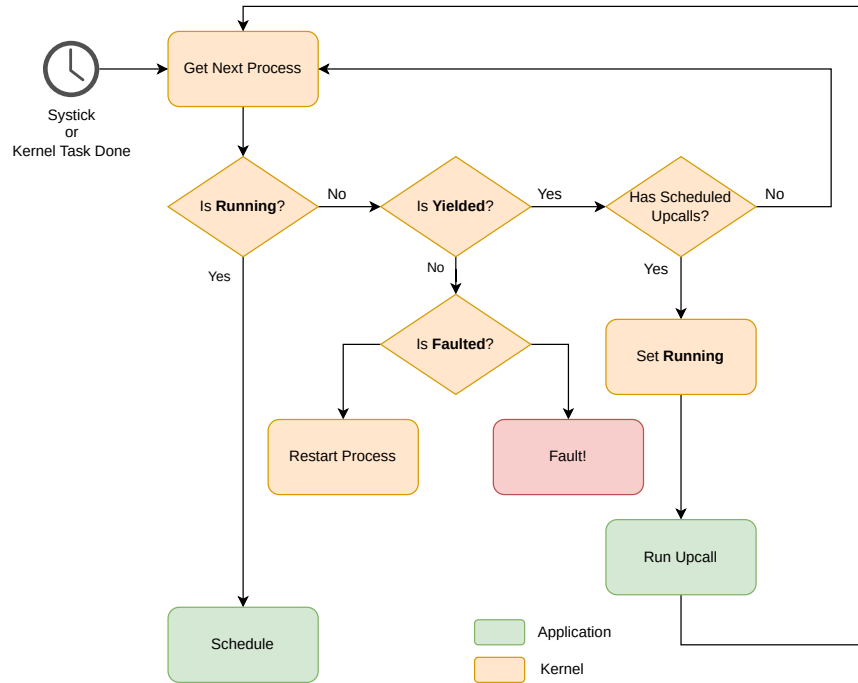 Get Next Process
Systick
or
Kernel Task Done
Is Running?
No
Is Yielded?
Yes
Has Scheduled
Upcalls?
No
Yes
No
Yes
Is Faulted?
Set Running
Restart Process
Fault!
Run Upcall
Schedule
Application
Kernel